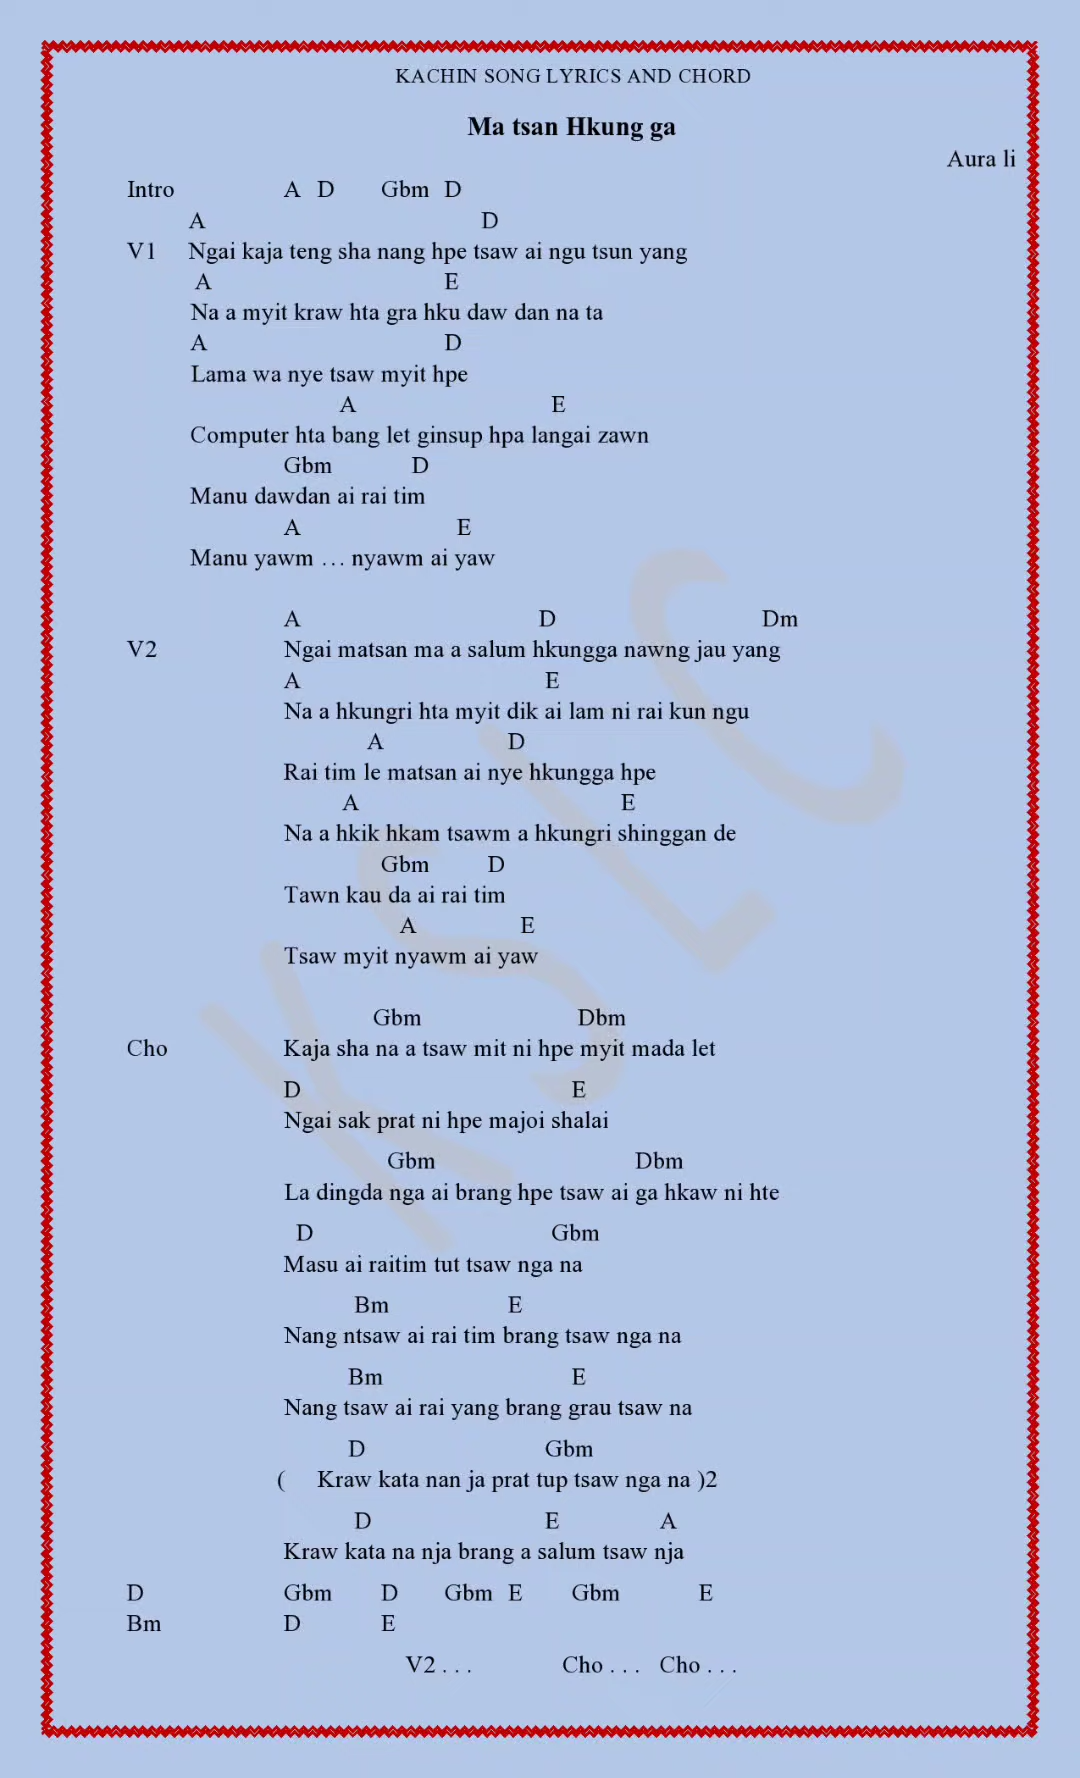 KACHIN SONG LYRICS AND CHORD
Ma tsan Hkung ga
Aura li
Intro A D Gbm D
A D
V1 Ngai kaja teng sha nang hpe tsaw ai ngu tsun yang
A E
Na a myit kraw hta gra hku daw dan na ta
A D
Lama wa nye tsaw myit hpe
A E
Computer hta bang let ginsup hpa langai zawn
Gbm D
Manu dawdan ai rai tim
A E
Manu yawm ... nyawm ai yaw
A D Dm
V2 Ngai matsan ma a salum hkungga nawng jau yang
A E
Na a hkungri hta myit dik ai lam ni rai kun ngu
A D
Rai tim le matsan ai nye hkungga hpe
A E
Na a hkik hkam tsawm a hkungri shinggan de
Gbm D
Tawn kau da ai rai tim
A E
Tsaw myit nyawm ai yaw
Gbm Dbm
Cho Kaja sha na a tsaw mit ni hpe myit mada let
D E
Ngai sak prat ni hpe majoi shalai
Gbm Dbm
La dingda nga ai brang hpe tsaw ai ga hkaw ni hte
D Gbm
Masu ai raitim tut tsaw nga na
Bm E
Nang ntsaw ai rai tim brang tsaw nga na
Bm E
Nang tsaw ai rai yang brang grau tsaw na
D Gbm
( Kraw kata nan ja prat tup tsaw nga na )2
D E A
Kraw kata na nja brang a salum tsaw nja
D Gbm D Gbm E Gbm E
Bm D E
V2 . . . Cho . . . Cho . . .
KSLC